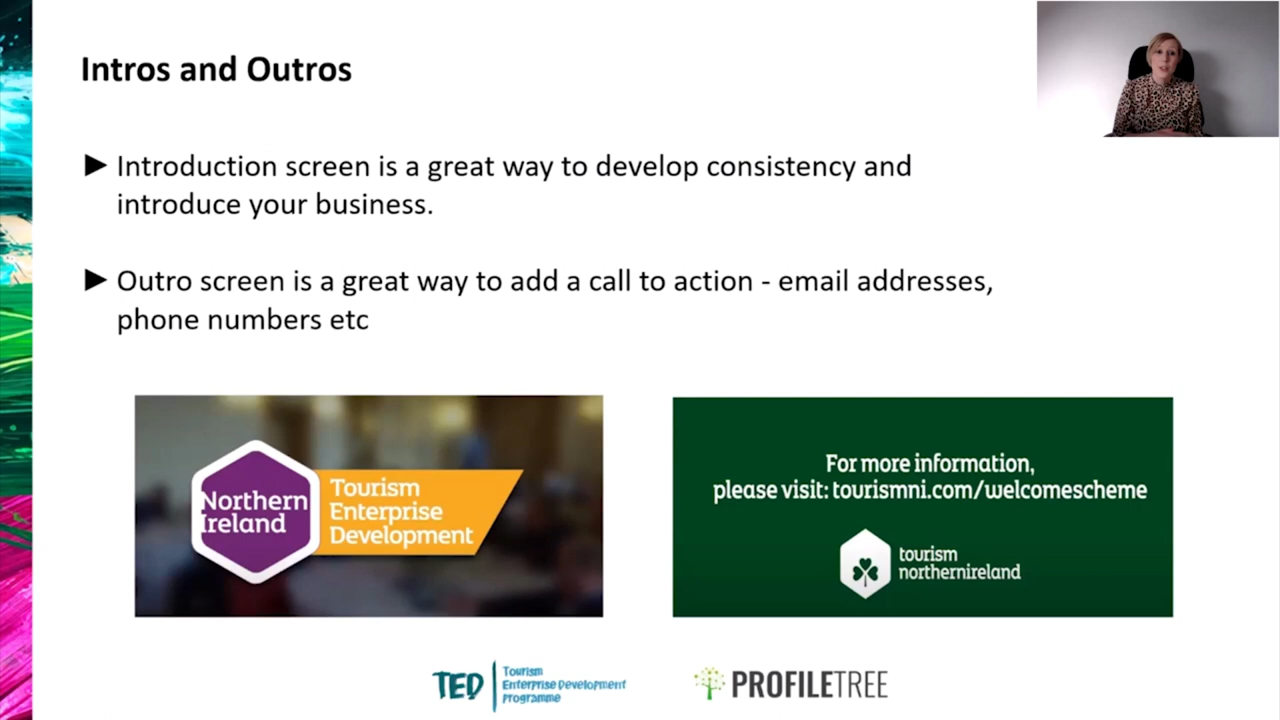 Intros and Outros
Introduction screen is a great way to develop consistency and
introduce your business.
Outro screen is a great way to add a call to action - email addresses,
phone numbers etc
Northern
Ireland
Tourism
Enterprise
Development
For more information,
please visit: tourismni.com/welcomescheme
tourism
northernireland
TED
Tourism
Enterprise Development
Programme
PROFILETREE